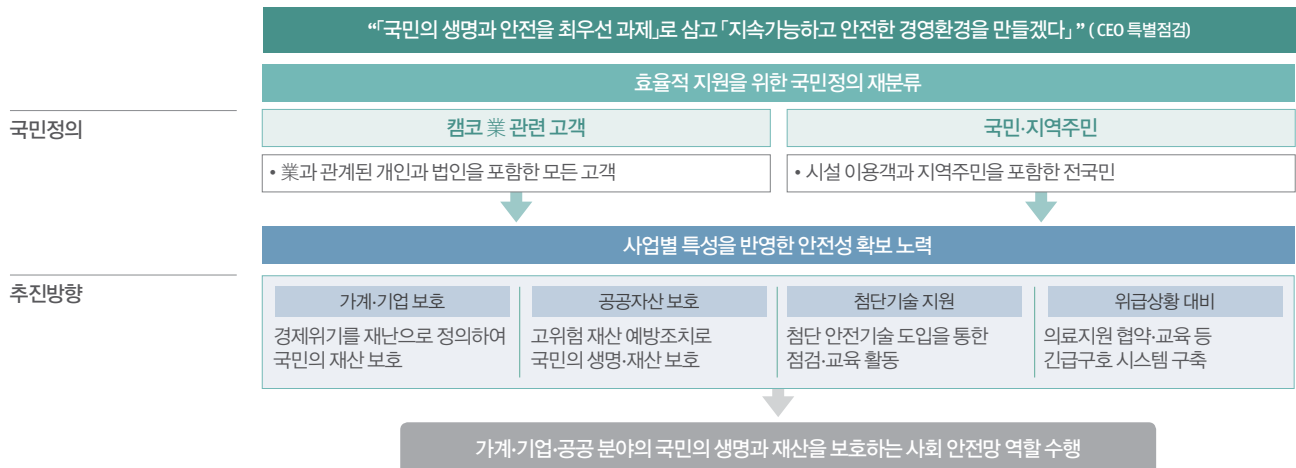 “「국민의 생명과 안전을 최우선 과제」로 삼고 「지속가능하고 안전한 경영환경을 만들겠다」” ( CEO 특별점검)
효율적 지원을 위한 국민정의 재분류
국민정의
캠코 業 관련 고객
• 業과 관계된 개인과 법인을 포함한 모든 고객
국민·지역주민
• 시설 이용객과 지역주민을 포함한 전국민
사업별 특성을 반영한 안전성 확보 노력
추진방향
가계·기업 보호
경제위기를 재난으로 정의하여
국민의 재산 보호
공공자산 보호
고위험 재산 예방조치로
국민의 생명·재산 보호
첨단기술 지원
첨단 안전기술 도입을 통한
점검·교육 활동
위급상황 대비
의료지원 협약·교육 등
긴급구호 시스템 구축
가계·기업·공공 분야의 국민의 생명과 재산을 보호하는 사회 안전망 역할 수행